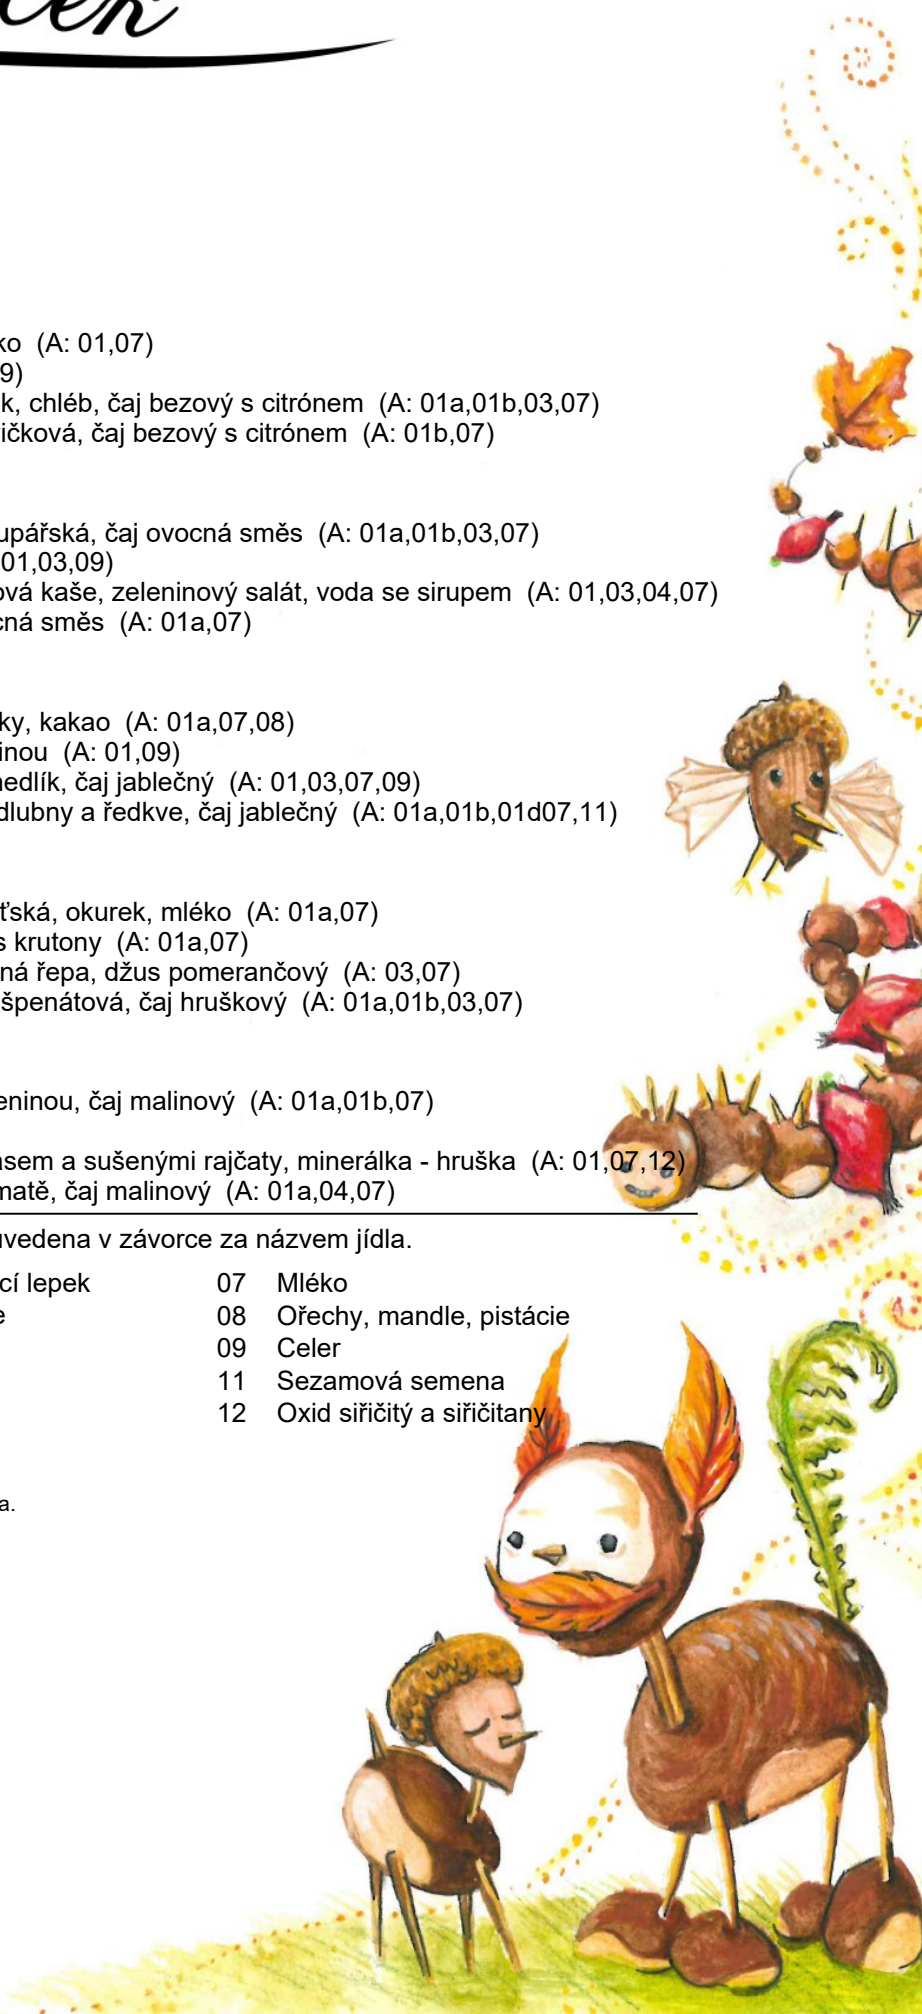 ko (A: 01,07)
9)
k, chléb, čaj bezový s citrónem (A: 01a,01b,03,07)
ičková, čaj bezový s citrónem (A: 01b,07)
upářská, čaj ovocná směs (A: 01a,01b,03,07)
01,03,09)
ová kaše, zeleninový salát, voda se sirupem (A: 01,03,04,07)
cná směs (A: 01a,07)
ky, kakao (A: 01a,07,08)
inou (A: 01,09)
nedlík, čaj jablečný (A: 01,03,07,09)
dlubny a ředkve, čaj jablečný (A: 01a,01b,01d07,11)
ťská, okurek, mléko (A: 01a,07)
s krutony (A: 01a,07)
ná řepa, džus pomerančový (A: 03,07)
špenátová, čaj hruškový (A: 01a,01b,03,07)
eninou, čaj malinový (A: 01a,01b,07)
asem a sušenými rajčaty, minerálka - hruška (A: 01,07,12)
matě, čaj malinový (A: 01a,04,07)
uvedena v závorce za názvem jídla.
cí lepek 07 Mléko
e 08 Ořechy, mandle, pistácie
09 Celer
11 Sezamová semena
12 Oxid siřičitý a siřičitany
a.